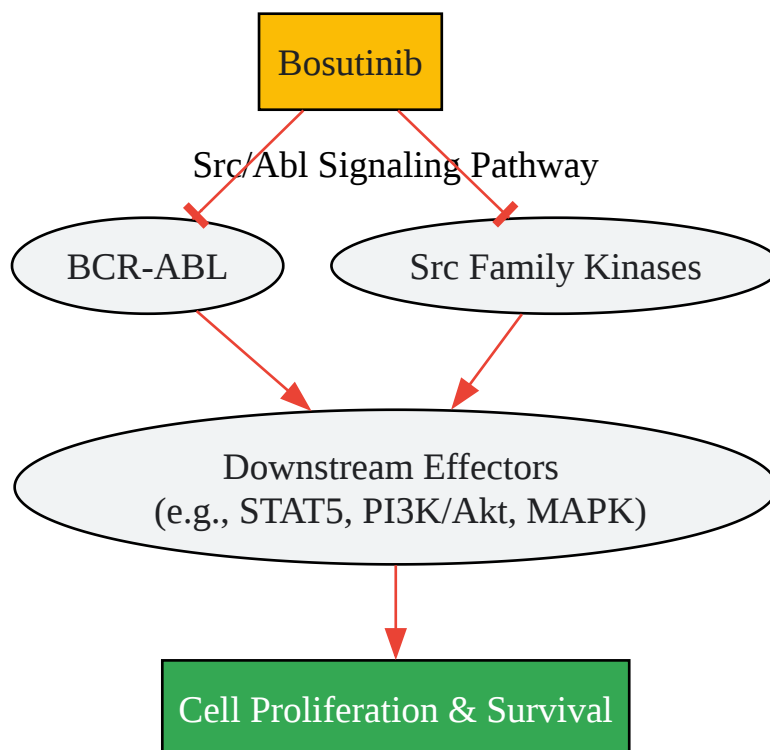 Bosutinib
Src/Abl Signaling Pathway
BCR-ABL
Src Family Kinases
Downstream Effectors
(e.g., STAT5, PI3K/Akt, MAPK)
Cell Proliferation & Survival